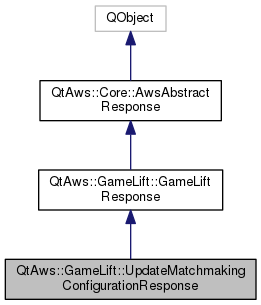 QObject
QtAws::Core::AwsAbstract
Response
QtAws::GameLift::GameLift
Response
QtAws::GameLift::UpdateMatchmaking
ConfigurationResponse